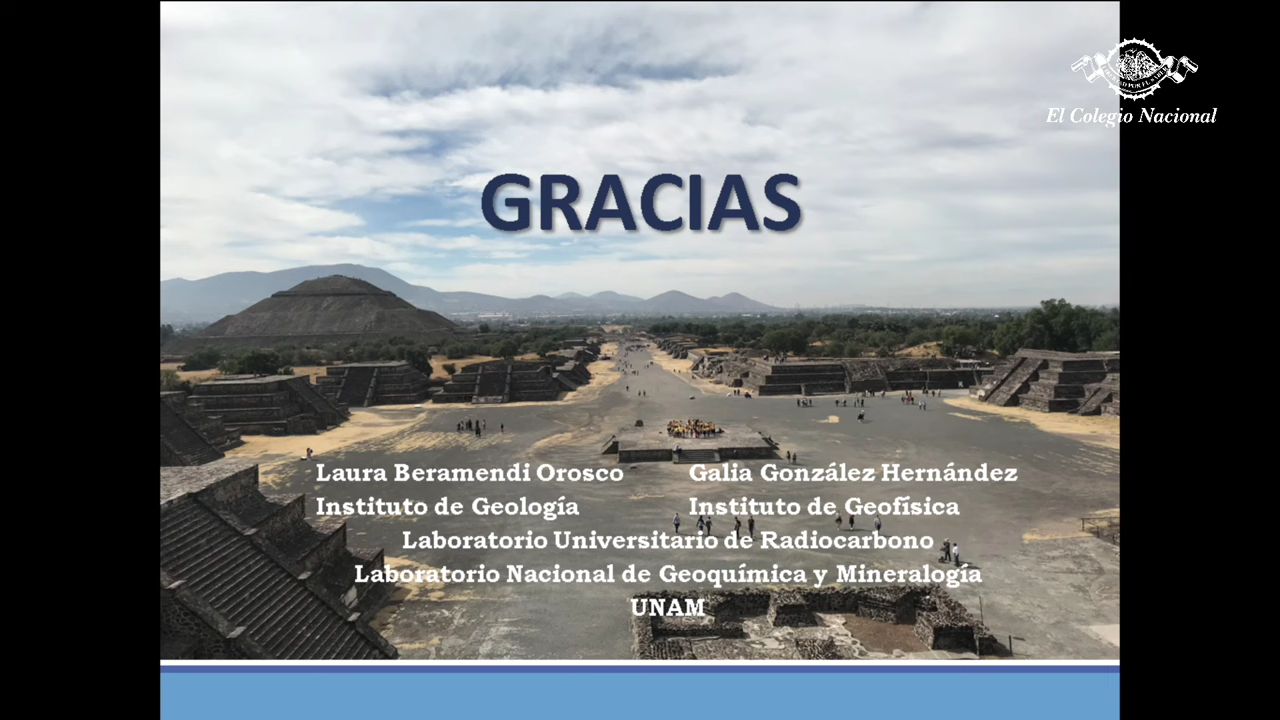 El Colegio Nacional
GRACIAS
Laura Beramendi Orosco
Galia González Hernández
Instituto de Geología
Instituto de Geofísica
Laboratorio Universitario de Radiocarbono
Laboratorio Nacional de Geoquímica y Mineralogía
UNAM